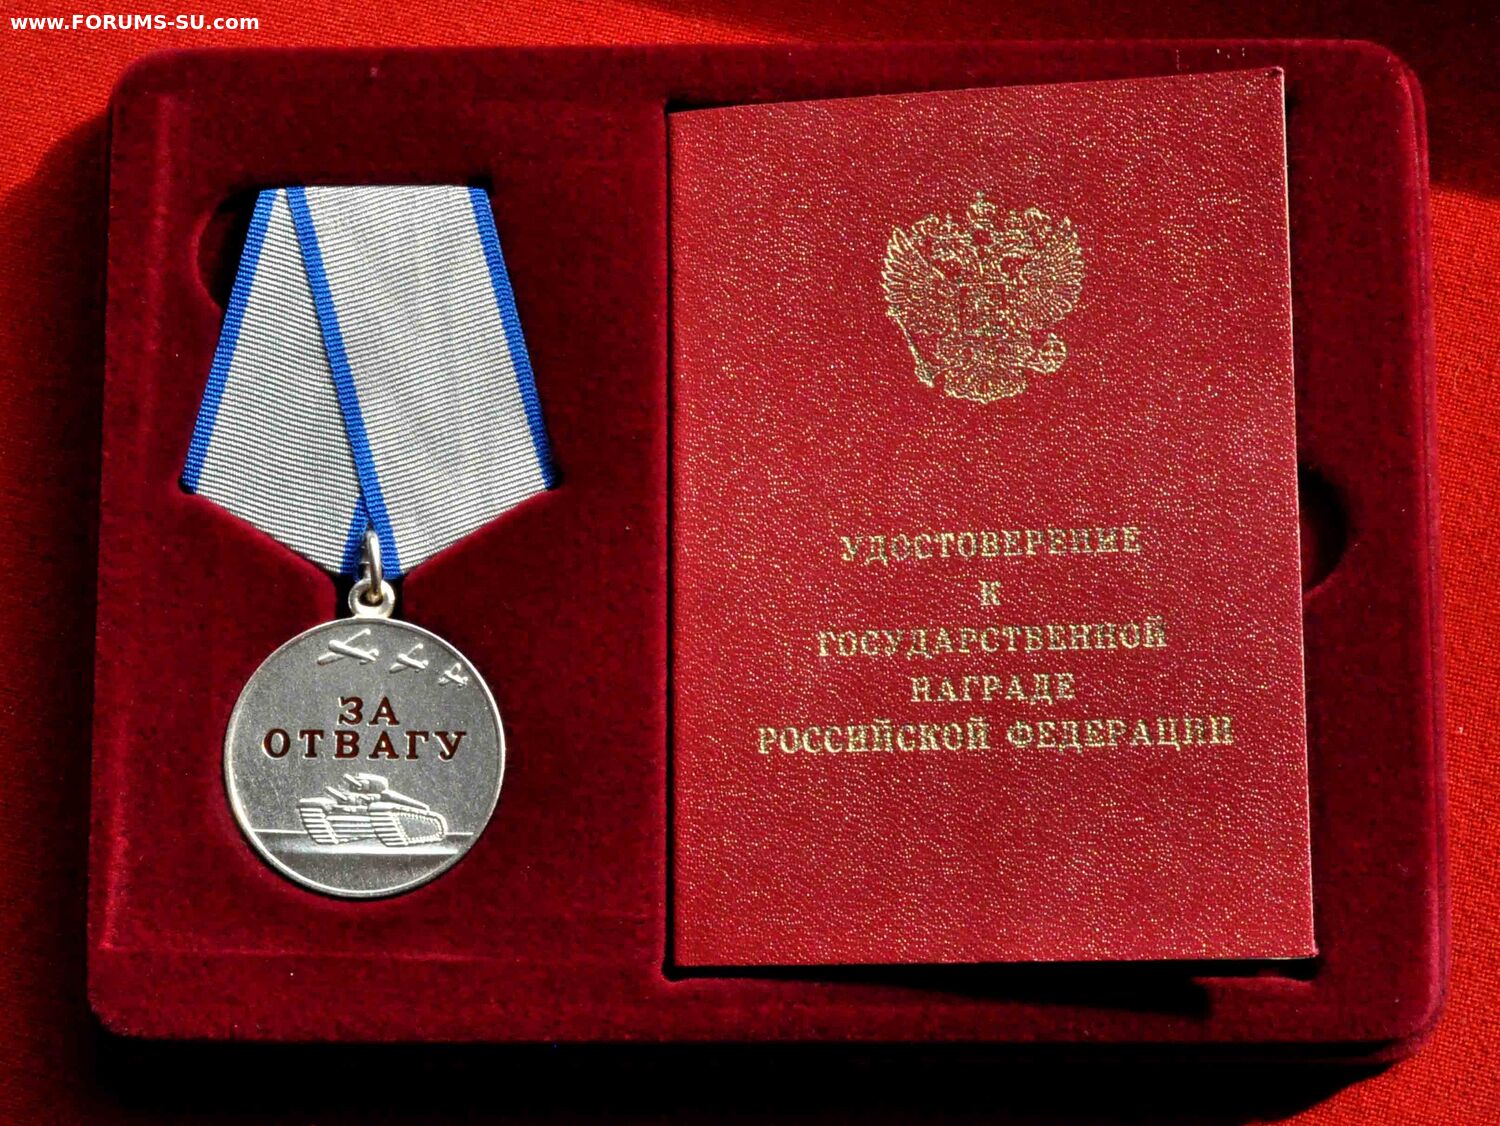 www.FORUMS-SU.com
ЗА
ОТВАГУ
УДОСТОВЕРЕНИЕ
К
ГОСУДАРСТВЕННОЙ
НАГРАДЕ
РОССИЙСКОЙ ФЕДЕРАЦИИ